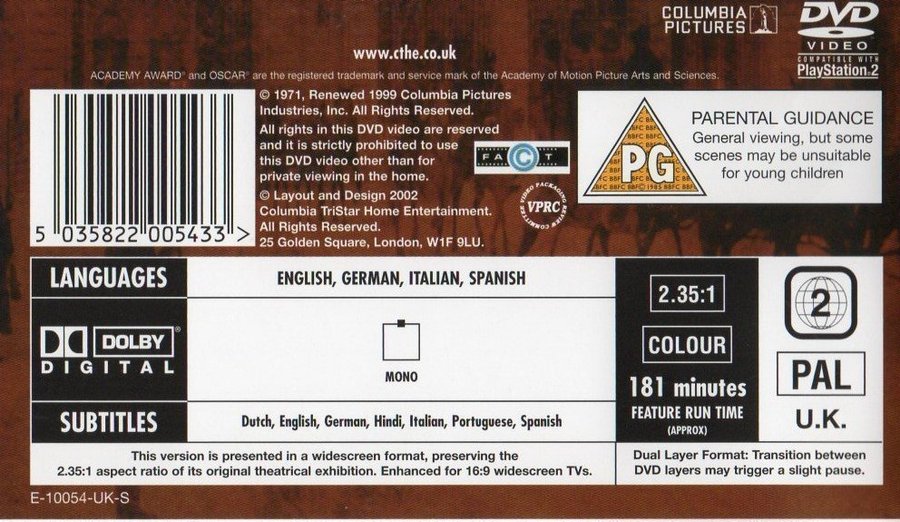 COLUMBIA
PICTURES
DVD
VIDEO
COMPATIBLE WITH
PlayStation.2
www.cthe.co.uk
ACADEMY AWARD® and OSCAR® are the registered trademark and service mark of the Academy of Motion Picture Arts and Sciences.
© 1971, Renewed 1999 Columbia Pictures
Industries, Inc. All Rights Reserved.
All rights in this DVD video are reserved
and it is strictly prohibited to use
this DVD video other than for
private viewing in the home.
© Layout and Design 2002
Columbia TriStar Home Entertainment.
All Rights Reserved.
25 Golden Square, London, W1F 9LU.
5 035822 005433 >
FACT
VIDEO PACKAGING REVIEW COMMITTEE
VPRC
PG
BBFC © 1985
PARENTAL GUIDANCE
General viewing, but some
scenes may be unsuitable
for young children
LANGUAGES
ENGLISH, GERMAN, ITALIAN, SPANISH
DOLBY®
DIGITAL
MONO
SUBTITLES
Dutch, English, German, Hindi, Italian, Portuguese, Spanish
This version is presented in a widescreen format, preserving the
2.35:1 aspect ratio of its original theatrical exhibition. Enhanced for 16:9 widescreen TVs.
2.35:1
COLOUR
181 minutes
FEATURE RUN TIME
(APPROX)
2
PAL
U.K.
Dual Layer Format: Transition between
DVD layers may trigger a slight pause.
E-10054-UK-S